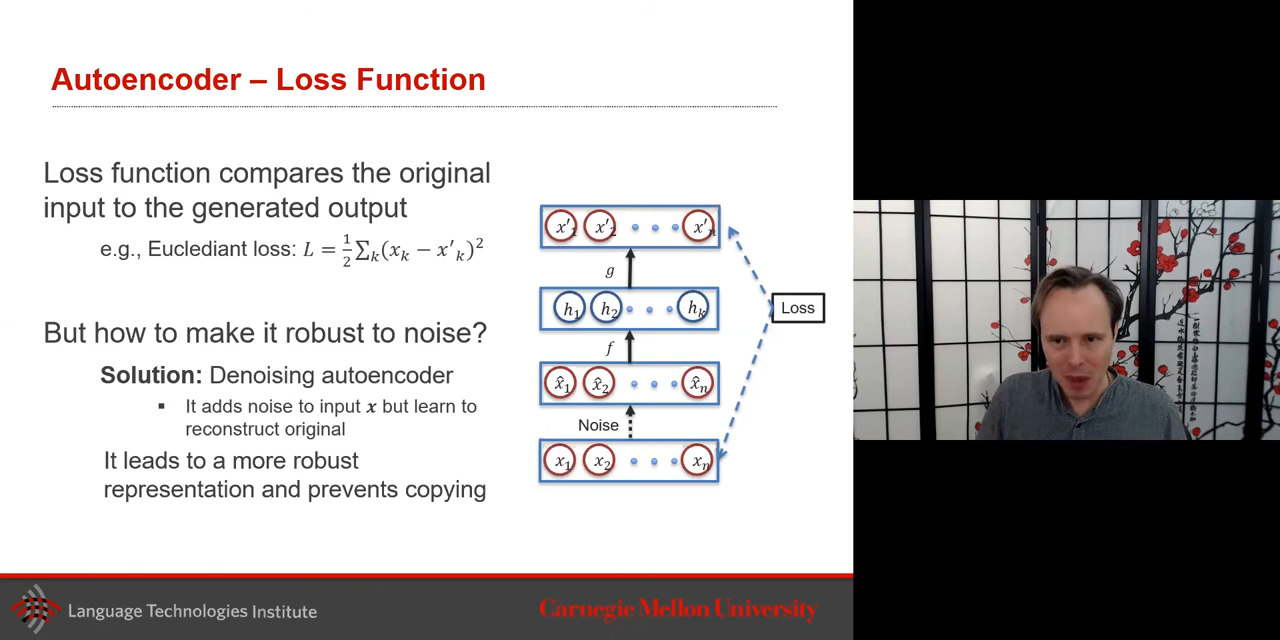 Autoencoder – Loss Function
Loss function compares the original
input to the generated output
e.g., Euclediant loss: L = 1/2 ∑ₖ(xₖ − x'ₖ)²
But how to make it robust to noise?
Solution: Denoising autoencoder
▪ It adds noise to input x but learn to
reconstruct original
It leads to a more robust
representation and prevents copying
x'₁ x'₂ x'ₙ
g
h₁ h₂ hₖ
Loss
f
x̂₁ x̂₂ x̂ₙ
Noise
x₁ x₂ xₙ
Language Technologies Institute
Carnegie Mellon University